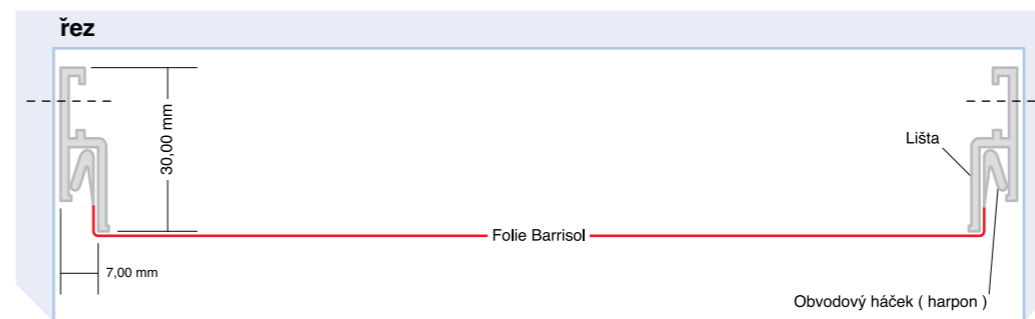 řez
30,00 mm
Lišta
Folie Barrisol
7,00 mm
Obvodový háček ( harpon )